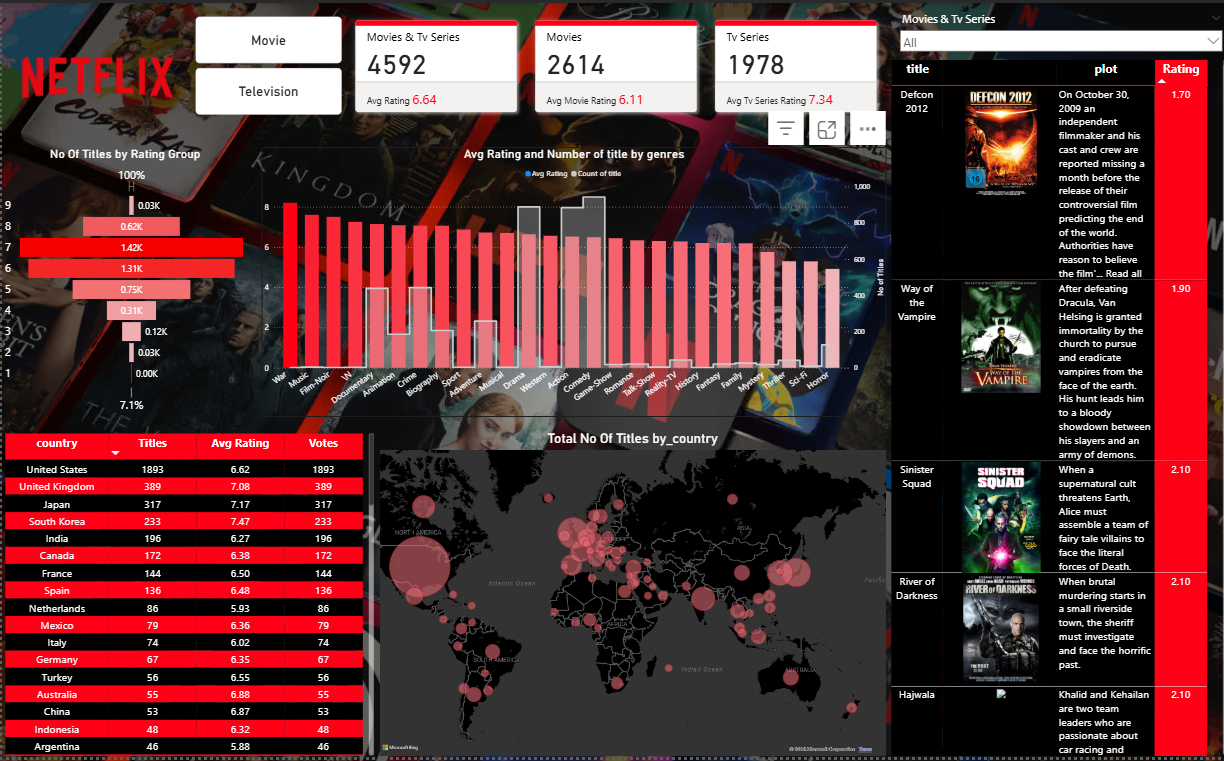 NETFLIX
Movie
Television
Movies & Tv Series
4592
Avg Rating 6.64
Movies
2614
Avg Movie Rating 6.11
Tv Series
1978
Avg Tv Series Rating 7.34
Movies & Tv Series
All
No Of Titles by Rating Group
100%
9 0.03K
8 0.62K
7 1.42K
6 1.31K
5 0.75K
4 0.31K
3 0.12K
2 0.03K
1 0.00K
7.1%
KINGDOM
Avg Rating and Number of title by genres
Avg Rating Count of title
8
6
4
2
0
1,000
800
600
400
200
0
No of Titles
War
Music
Film-Noir
\N
Documentary
Animation
Crime
Biography
Sport
Adventure
Musical
Drama
Western
Action
Comedy
Game-Show
Romance
Talk-Show
Reality-TV
History
Fantasy
Family
Mystery
Thriller
Sci-Fi
Horror
country Titles Avg Rating Votes
United States 1893 6.62 1893
United Kingdom 389 7.08 389
Japan 317 7.17 317
South Korea 233 7.47 233
India 196 6.27 196
Canada 172 6.38 172
France 144 6.50 144
Spain 136 6.48 136
Netherlands 86 5.93 86
Mexico 79 6.36 79
Italy 74 6.02 74
Germany 67 6.35 67
Turkey 56 6.55 56
Australia 55 6.88 55
China 53 6.87 53
Indonesia 48 6.32 48
Argentina 46 5.88 46
Total No Of Titles by_country
NORTH AMERICA
EUROPE
ASIA
Atlantic Ocean
Pacific
AFRICA
SOUTH AMERICA
Indian Ocean
AUSTRALIA
Microsoft Bing
Microsoft Corporation Terms
title plot Rating
Defcon
2012
DEFCON 2012
On October 30,
2009 an
independent
filmmaker and his
cast and crew are
reported missing a
month before the
release of their
controversial film
predicting the end
of the world.
Authorities have
reason to believe
the film'... Read all
1.70
Way of
the
Vampire
WAY OF THE
VAMPIRE
After defeating
Dracula, Van
Helsing is granted
immortality by the
church to pursue
and eradicate
vampires from the
face of the earth.
His hunt leads him
to a bloody
showdown between
his slayers and an
army of demons.
1.90
Sinister
Squad
SINISTER
SQUAD
When a
supernatural cult
threatens Earth,
Alice must
assemble a team of
fairy tale villains to
face the literal
forces of Death.
2.10
River of
Darkness
RIVER OF DARKNESS
When brutal
murdering starts in
a small riverside
town, the sheriff
must investigate
and face the horrific
past.
2.10
Hajwala
Khalid and Kehailan
are two team
leaders who are
passionate about
car racing and
2.10